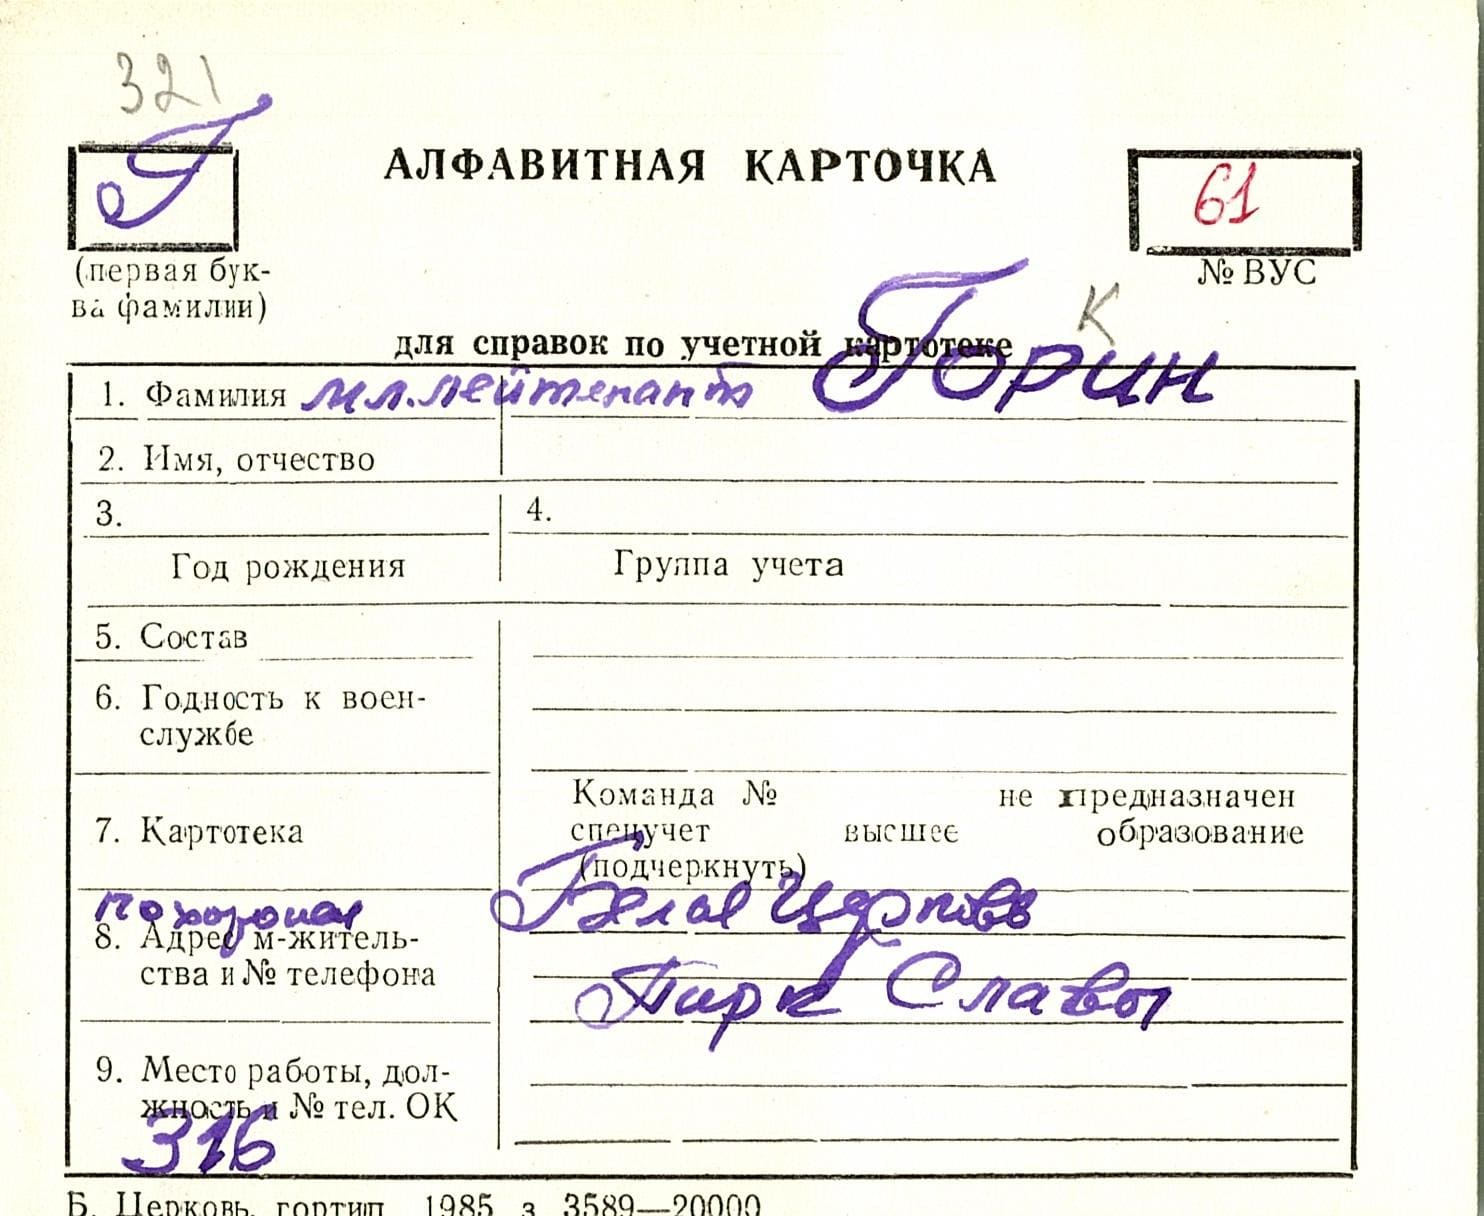 321
Г
АЛФАВИТНАЯ КАРТОЧКА
61
(первая бук-
ва фамилии)
№ ВУС
К
для справок по учетной картотеке
1. Фамилия мл. лейтенант Горин
2. Имя, отчество
3. 4.
Год рождения Группа учета
5. Состав
6. Годность к воен-
службе
Команда № не предназначен
7. Картотека спецучет высшее образование
(подчеркнуть)
похоронен Белая Церковь
8. Адрес м-житель-
ства и № телефона Парк Славы
9. Место работы, дол-
жность и № тел. ОК
316
Б. Церковь, гортип. 1985 з 3589—20000